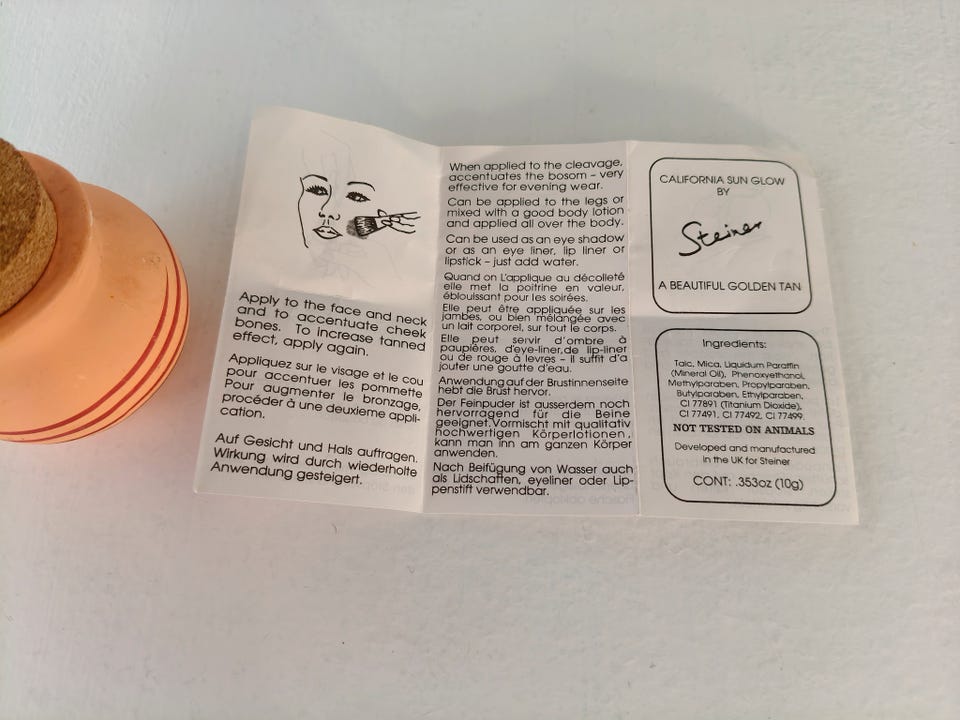 Apply to the face and neck
and to accentuate cheek
bones. To increase tanned
effect, apply again.
Appliquez sur le visage et le cou
pour accentuer les pommette
Pour augmenter le bronzage,
procéder à une deuxieme appli-
cation.
Auf Gesicht und Hals auftragen.
Wirkung wird durch wiederholte
Anwendung gesteigert.
When applied to the cleavage,
accentuates the bosom – very
effective for evening wear.
Can be applied to the legs or
mixed with a good body lotion
and applied all over the body.
Can be used as an eye shadow
or as an eye liner, lip liner or
lipstick – just add water.
Quand on L'applique au décolleté
elle met la poitrine en valeur,
éblouissant pour les soirées.
Elle peut être appliquée sur les
jambes, ou bien mélangée avec
un lait corporel, sur tout le corps.
Elle peut servir d'ombre à
paupières, d'eye-liner,de lip-liner
ou de rouge à levres – il suffit d'a
jouter une goutte d'eau.
Anwendung auf der Brustinnenseite
hebt die Brust hervor.
Der Feinpuder ist ausserdem noch
hervorragend für die Beine
geeignet.Vormischt mit qualitativ
hochwertigen Körperlotionen,
kann man inn am ganzen Körper
anwenden.
Nach Beifügung von Wasser auch
als Lidschaften, eyeliner oder Lip-
penstift verwendbar.
CALIFORNIA SUN GLOW
BY
Steiner
A BEAUTIFUL GOLDEN TAN
Ingredients:
Talc, Mica, Liquidum Paraffin
(Mineral Oil), Phenoxyethanol,
Methylparaben, Propylparaben,
Butylparaben, Ethylparaben,
CI 77891 (Titanium Dioxide),
CI 77491, CI 77492, CI 77499.
NOT TESTED ON ANIMALS
Developed and manufactured
in the UK for Steiner
CONT: .353oz (10g)